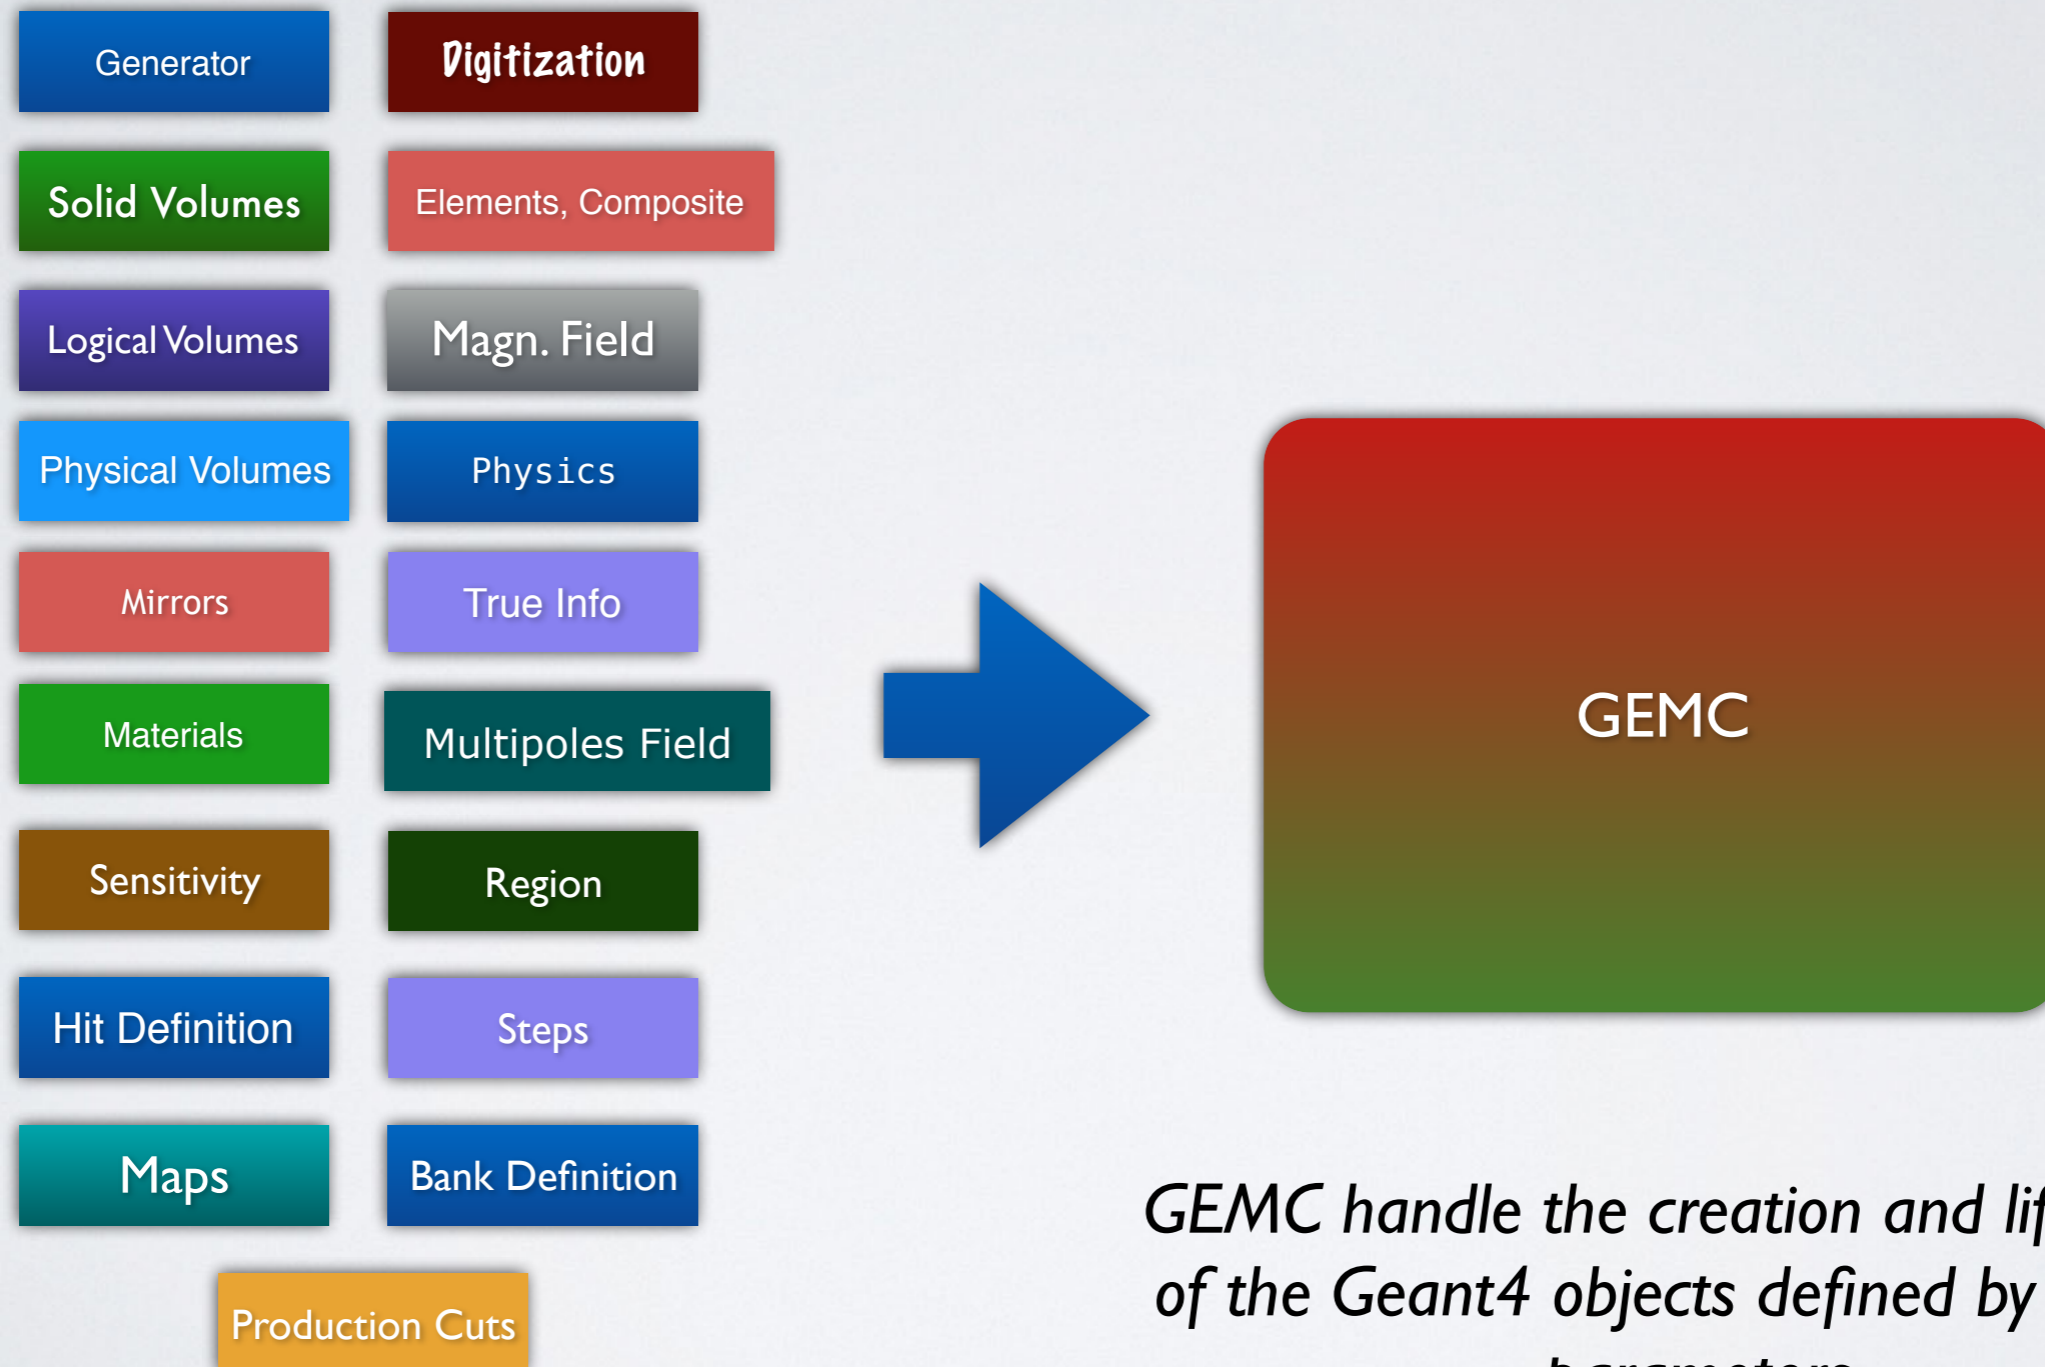 Generator
Digitization
Solid Volumes
Elements, Composite
Logical Volumes
Magn. Field
Physical Volumes
Physics
Mirrors
True Info
Materials
Multipoles Field
Sensitivity
Region
Hit Definition
Steps
Maps
Bank Definition
Production Cuts
GEMC
GEMC handle the creation and
of the Geant4 objects defined by